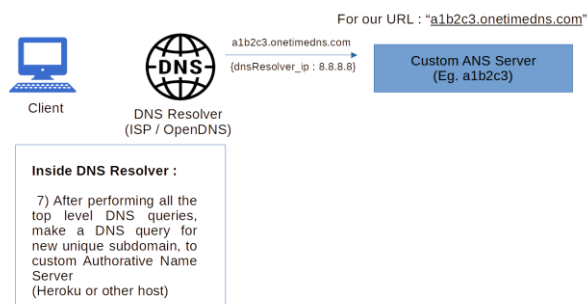 For our URL : "a1b2c3.onetimedns.com"
a1b2c3.onetimedns.com
{dnsResolver_ip : 8.8.8.8}
Custom ANS Server
(Eg. a1b2c3)
DNS
Client
DNS Resolver
(ISP / OpenDNS)
Inside DNS Resolver :
7) After performing all the
top level DNS queries,
make a DNS query for
new unique subdomain, to
custom Authorative Name
Server
(Heroku or other host)